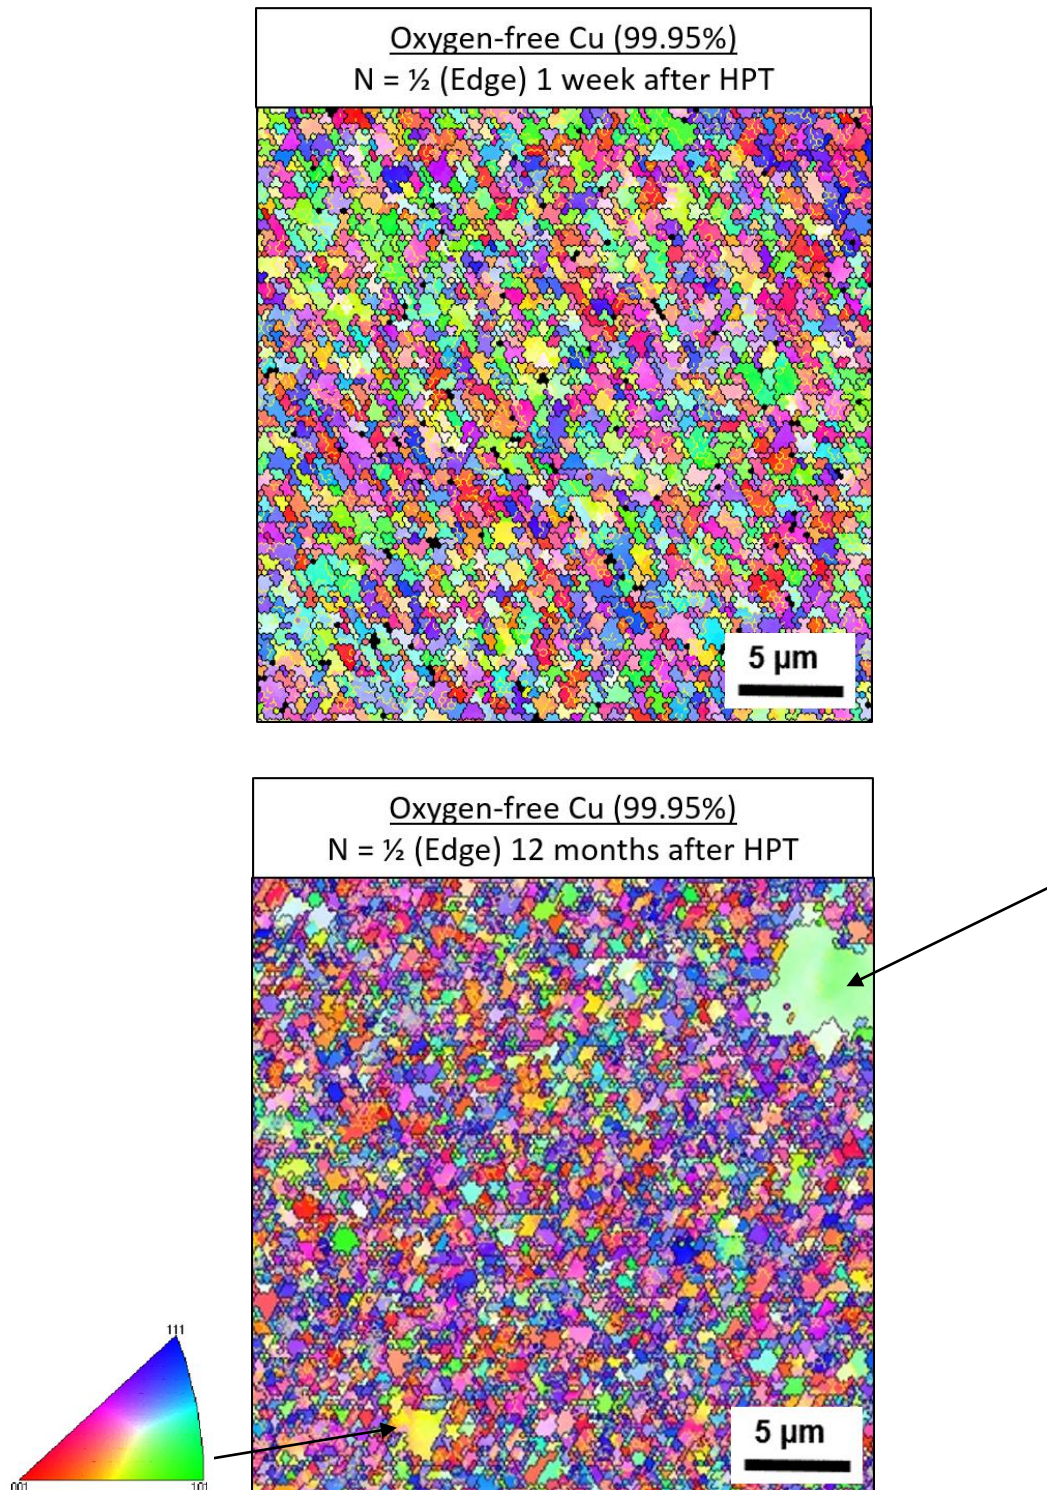 Oxygen-free Cu (99.95%)
N = ½ (Edge) 1 week after HPT
5 µm
Oxygen-free Cu (99.95%)
N = ½ (Edge) 12 months after HPT
111
001
101
5 µm